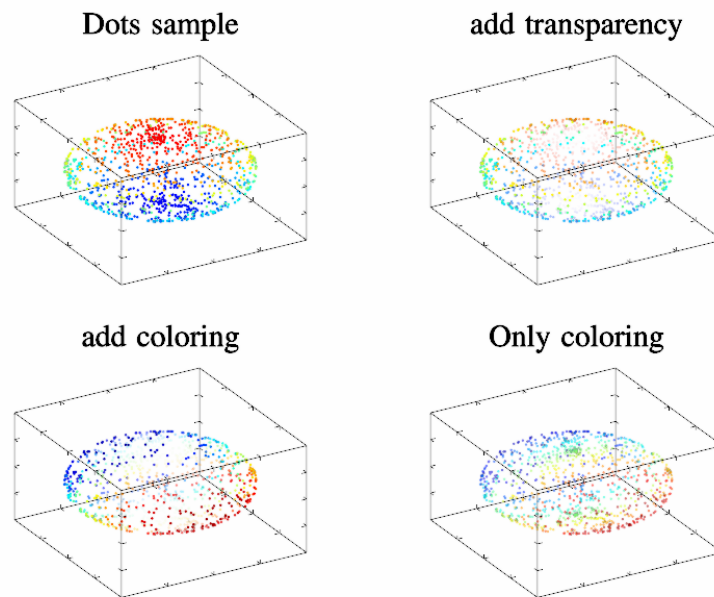 Dots sample
add transparency
add coloring
Only coloring